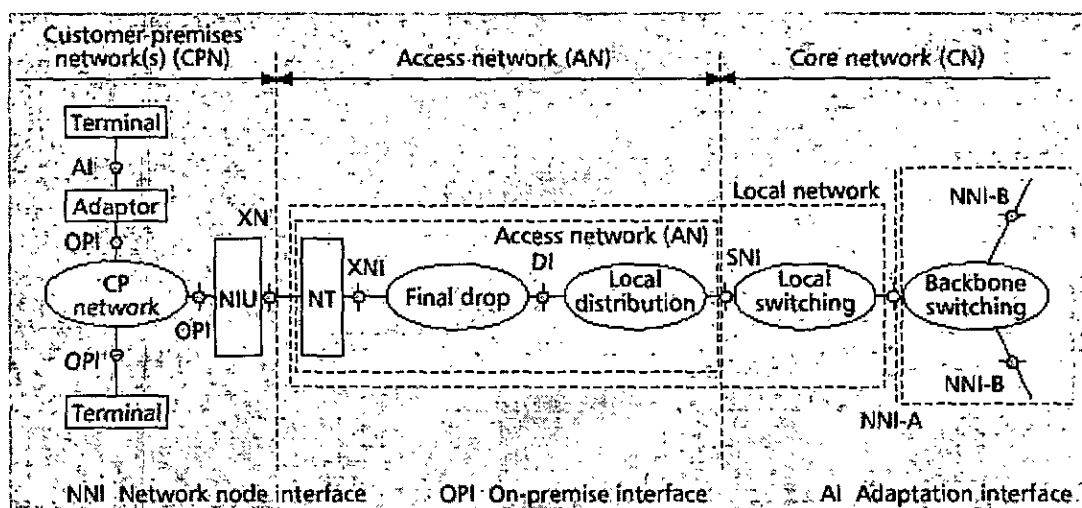 Customer premises
network(s) (CPN)
Access network (AN)
Core network (CN)
Terminal
AI
Adaptor
OPI
CP
network
OPI
Terminal
OPI
NIU
XN
NT
XNI
Final drop
DI
Access network (AN)
Local network
Local
distribution
SNI
Local
switching
NNI-A
NNI-B
Backbone
switching
NNI-B
NNI Network node interface
OPI On-premise interface
AI Adaptation interface